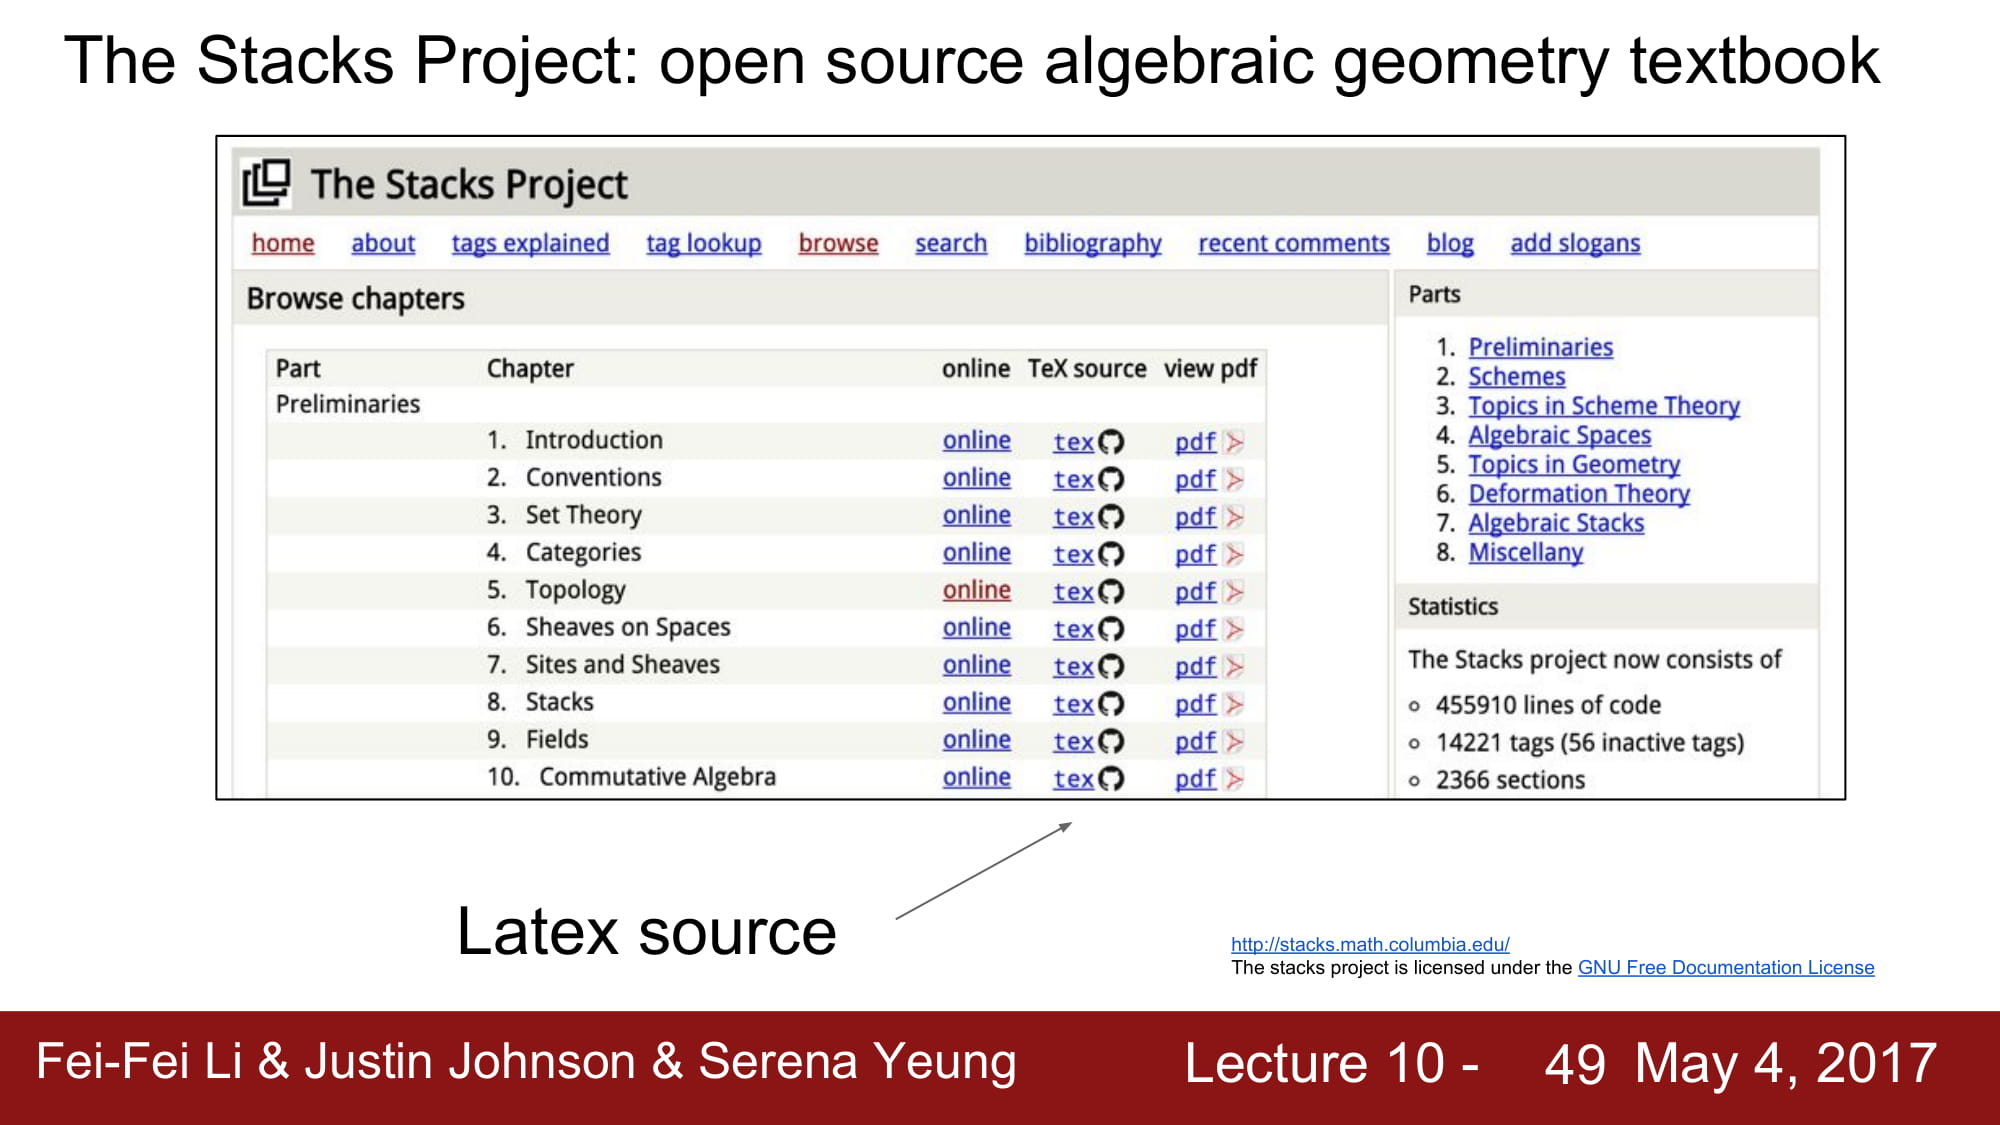 The Stacks Project: open source algebraic geometry textbook
The Stacks Project
home about tags explained tag lookup browse search bibliography recent comments blog add slogans
Browse chapters
Part Chapter online TeX source view pdf
Preliminaries
1. Introduction online tex pdf
2. Conventions online tex pdf
3. Set Theory online tex pdf
4. Categories online tex pdf
5. Topology online tex pdf
6. Sheaves on Spaces online tex pdf
7. Sites and Sheaves online tex pdf
8. Stacks online tex pdf
9. Fields online tex pdf
10. Commutative Algebra online tex pdf
Parts
1. Preliminaries
2. Schemes
3. Topics in Scheme Theory
4. Algebraic Spaces
5. Topics in Geometry
6. Deformation Theory
7. Algebraic Stacks
8. Miscellany
Statistics
The Stacks project now consists of
455910 lines of code
14221 tags (56 inactive tags)
2366 sections
Latex source
http://stacks.math.columbia.edu/
The stacks project is licensed under the GNU Free Documentation License
Fei-Fei Li & Justin Johnson & Serena Yeung Lecture 10 - 49 May 4, 2017